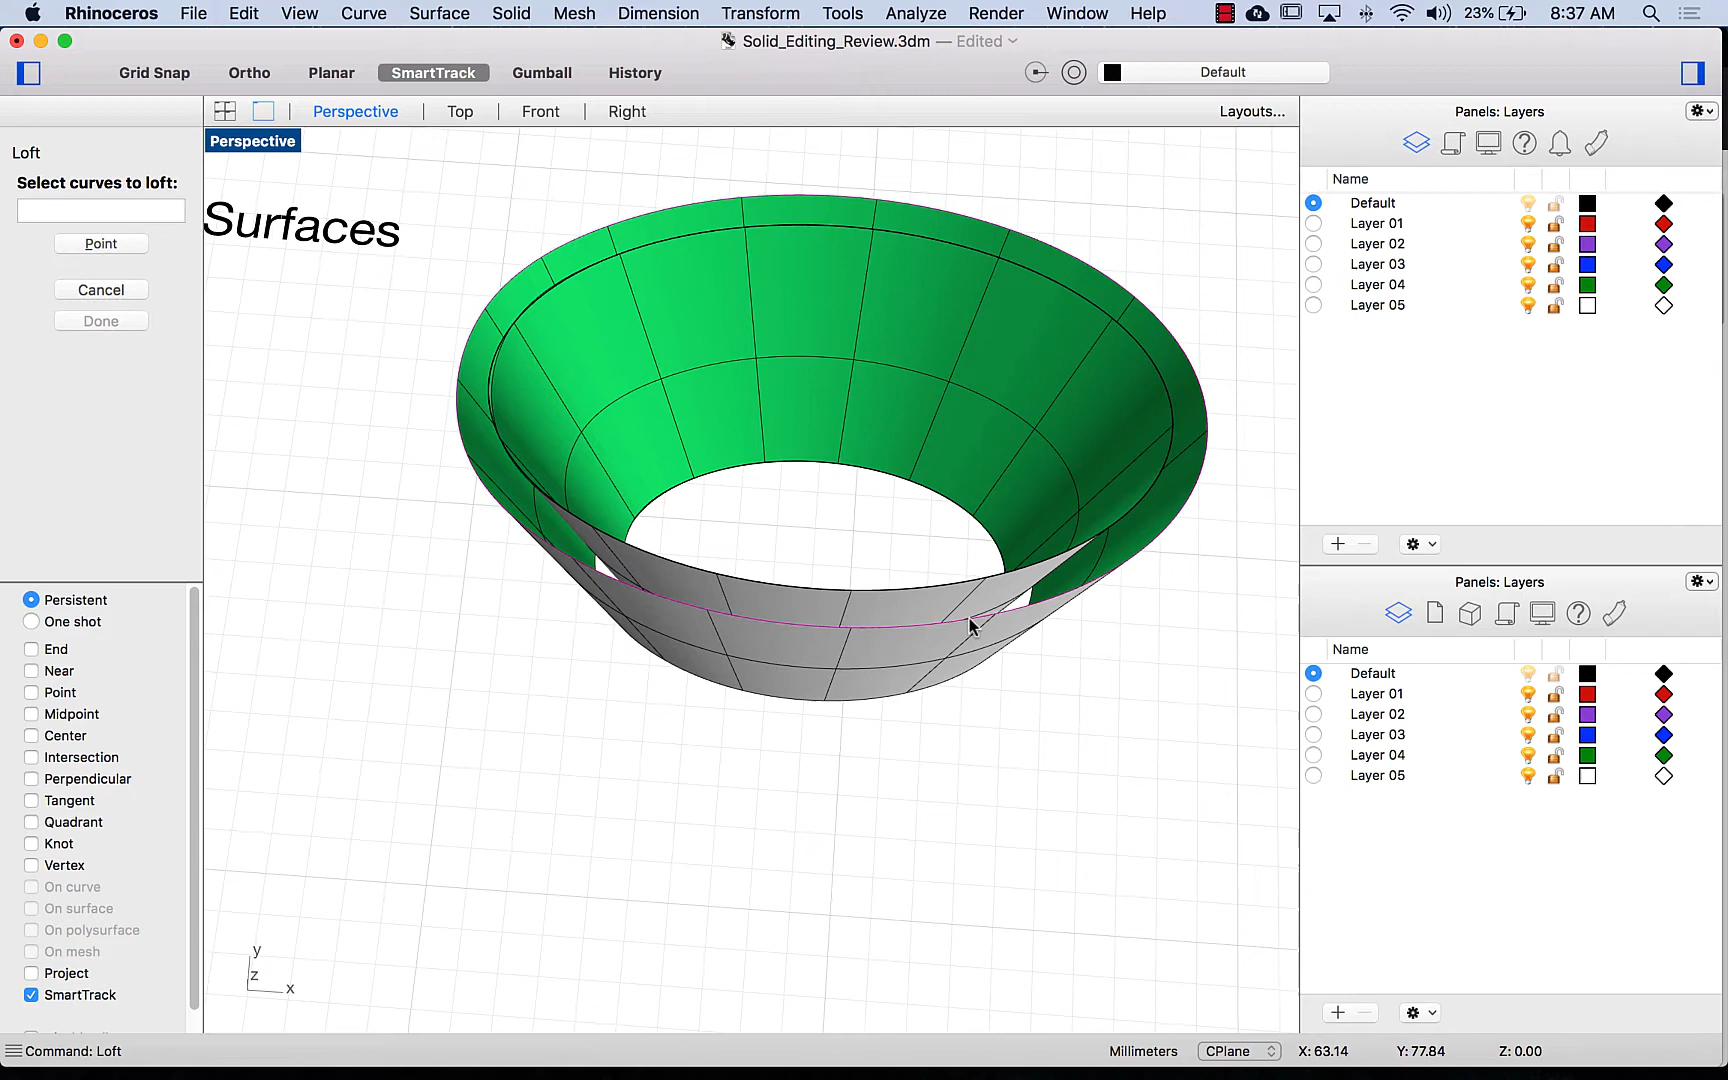 Rhinoceros File Edit View Curve Surface Solid Mesh Dimension Transform Tools Analyze Render Window Help 23% 8:37 AM
Solid_Editing_Review.3dm — Edited
Grid Snap Ortho Planar SmartTrack Gumball History Default
Perspective Top Front Right Layouts... Panels: Layers
Perspective
Loft
Select curves to loft:
Point
Cancel
Done
Surfaces
Name
Default
Layer 01
Layer 02
Layer 03
Layer 04
Layer 05
Panels: Layers
Name
Default
Layer 01
Layer 02
Layer 03
Layer 04
Layer 05
Persistent
One shot
End
Near
Point
Midpoint
Center
Intersection
Perpendicular
Tangent
Quadrant
Knot
Vertex
On curve
On surface
On polysurface
On mesh
Project
SmartTrack
y
z
x
Command: Loft Millimeters CPlane X: 63.14 Y: 77.84 Z: 0.00